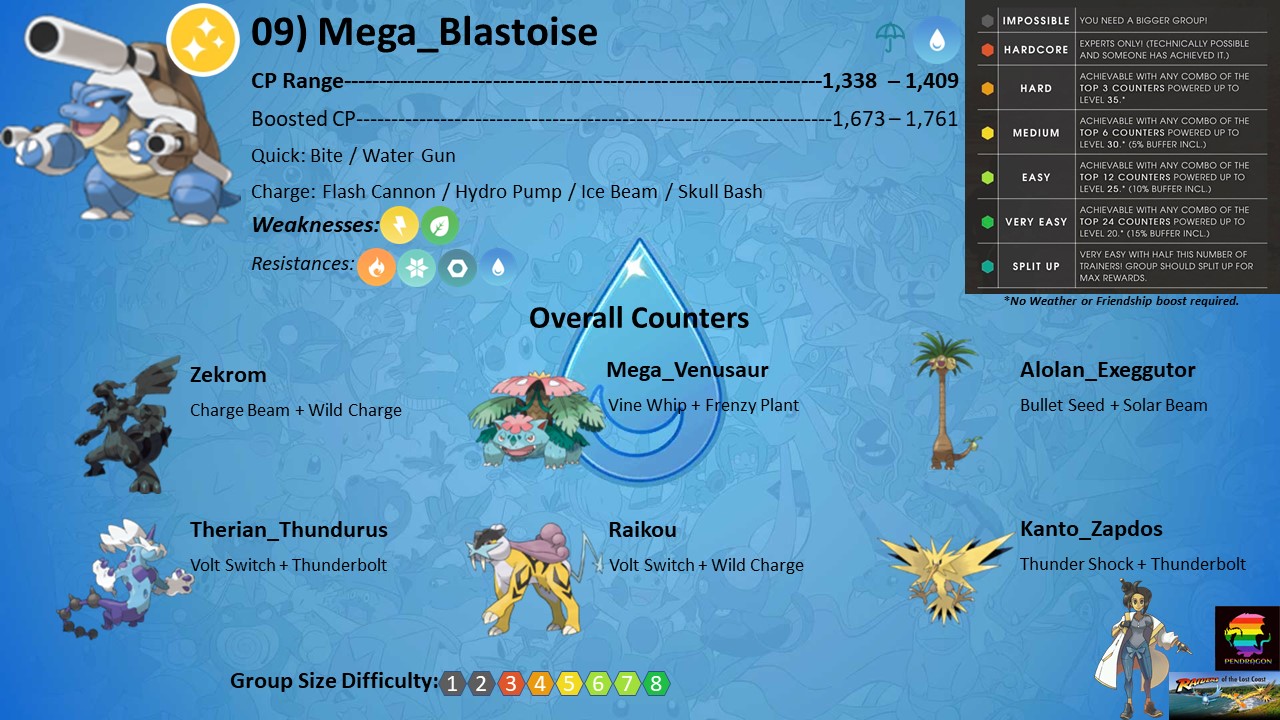 09) Mega_Blastoise
CP Range-------------------------------------------------------------------1,338 – 1,409
Boosted CP-------------------------------------------------------------------1,673 – 1,761
Quick: Bite / Water Gun
Charge: Flash Cannon / Hydro Pump / Ice Beam / Skull Bash
Weaknesses:
Resistances:
IMPOSSIBLE YOU NEED A BIGGER GROUP!
HARDCORE EXPERTS ONLY! (TECHNICALLY POSSIBLE
AND SOMEONE HAS ACHIEVED IT.)
HARD ACHIEVABLE WITH ANY COMBO OF THE
TOP 3 COUNTERS POWERED UP TO
LEVEL 35.*
MEDIUM ACHIEVABLE WITH ANY COMBO OF THE
TOP 6 COUNTERS POWERED UP TO
LEVEL 30.* (5% BUFFER INCL.)
EASY ACHIEVABLE WITH ANY COMBO OF THE
TOP 12 COUNTERS POWERED UP TO
LEVEL 25.* (10% BUFFER INCL.)
VERY EASY ACHIEVABLE WITH ANY COMBO OF THE
TOP 24 COUNTERS POWERED UP TO
LEVEL 20.* (15% BUFFER INCL.)
SPLIT UP VERY EASY WITH HALF THIS NUMBER OF
TRAINERS! GROUP SHOULD SPLIT UP FOR
MAX REWARDS.
*No Weather or Friendship boost required.
Overall Counters
Zekrom
Charge Beam + Wild Charge
Mega_Venusaur
Vine Whip + Frenzy Plant
Alolan_Exeggutor
Bullet Seed + Solar Beam
Therian_Thundurus
Volt Switch + Thunderbolt
Raikou
Volt Switch + Wild Charge
Kanto_Zapdos
Thunder Shock + Thunderbolt
Group Size Difficulty: 1 2 3 4 5 6 7 8
PENDRAGON
RAIDERS of the Lost Coast